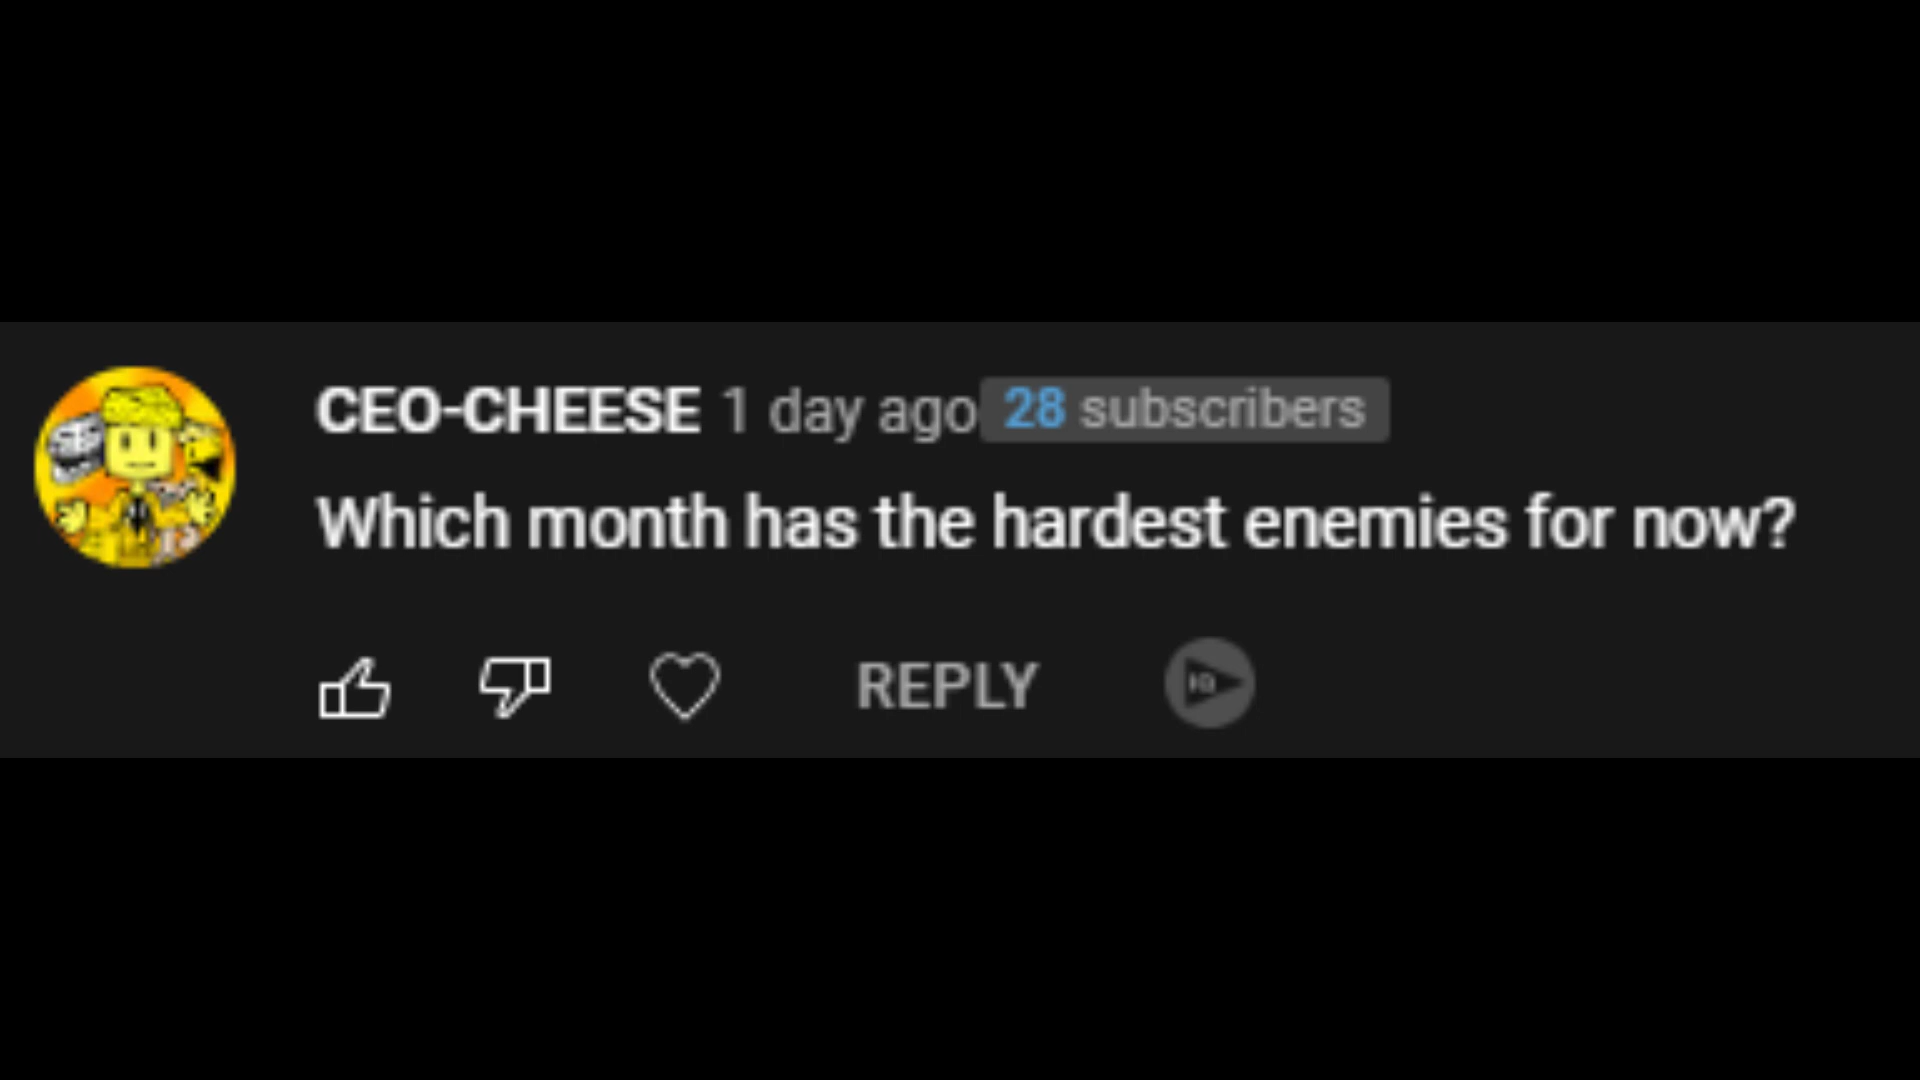 CEO-CHEESE 1 day ago 28 subscribers
Which month has the hardest enemies for now?
REPLY